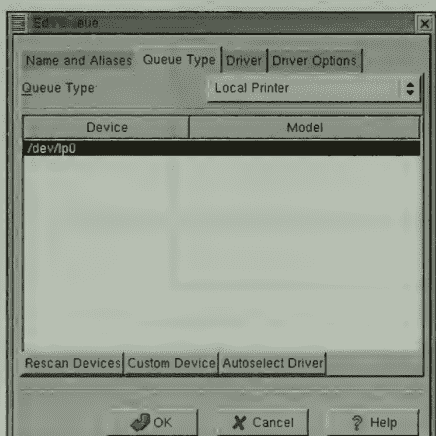 Name and Aliases Queue Type Driver Driver Options
Queue Type Local Printer
Device Model
/dev/lp0
Rescan Devices Custom Device Autoselect Driver
OK Cancel Help